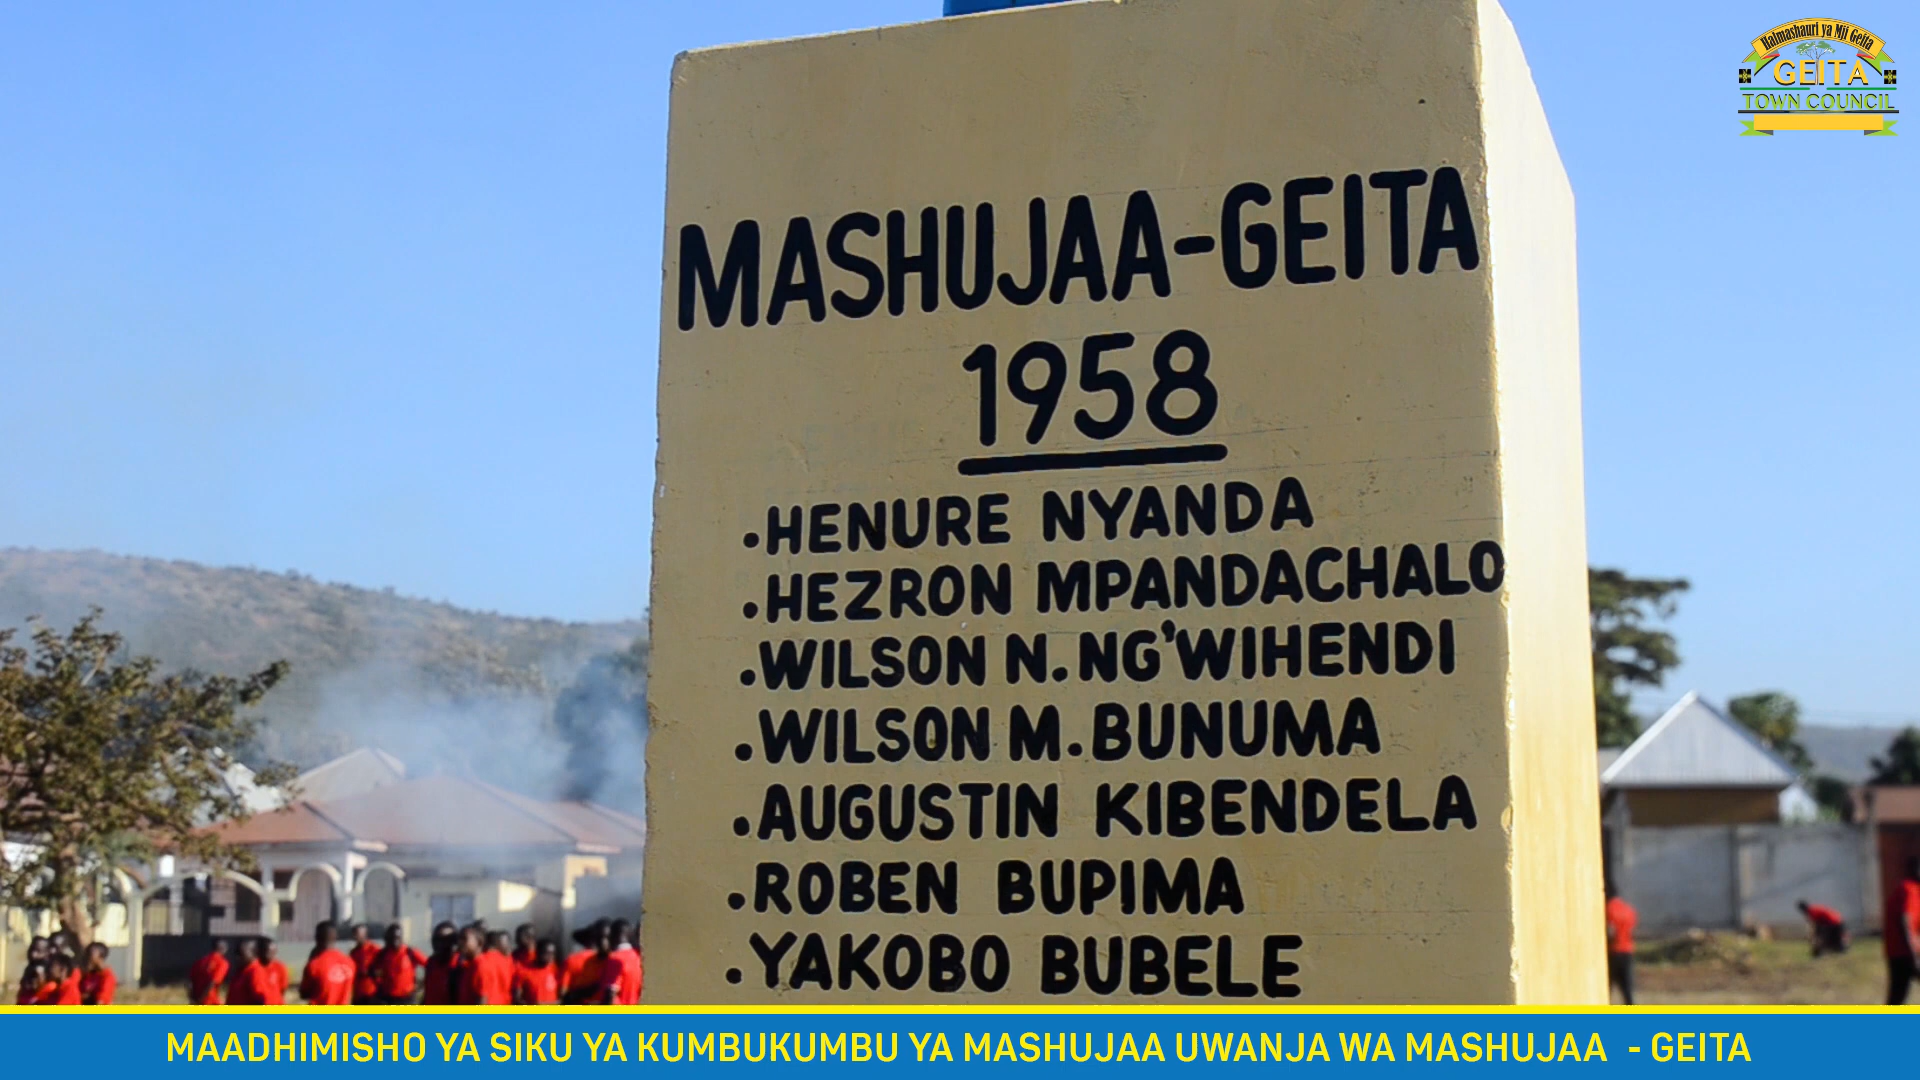 Halmashauri ya Mji Geita
GEITA
TOWN COUNCIL
MASHUJAA-GEITA
1958
.HENURE NYANDA
.HEZRON MPANDACHALO
.WILSON N. NG'WIHENDI
.WILSON M. BUNUMA
.AUGUSTIN KIBENDELA
.ROBEN BUPIMA
.YAKOBO BUBELE
MAADHIMISHO YA SIKU YA KUMBUKUMBU YA MASHUJAA UWANJA WA MASHUJAA - GEITA